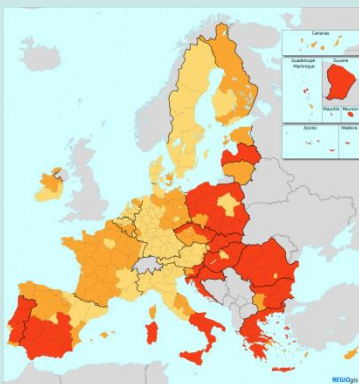 Canarias
Guyane
Guadeloupe
Martinique
Mayotte
Réunion
Açores
Madeira
REGIOgis